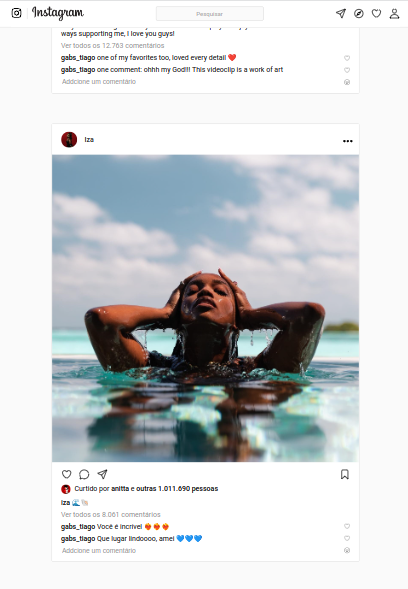 Instagram
Pesquisar
ways supporting me, I love you guys!
Ver todos os 12.763 comentários
gabs_tiago one of my favorites too, loved every detail ❤️
gabs_tiago one comment: ohhh my God!!! This videoclip is a work of art
Addcione um comentário
Iza
Curtido por anitta e outras 1.011.690 pessoas
Iza 🌊🐚
Ver todos os 8.061 comentários
gabs_tiago Você é incrível ❤️‍🔥❤️‍🔥❤️‍🔥
gabs_tiago Que lugar lindoooo, amei 💙💙💙
Addcione um comentário